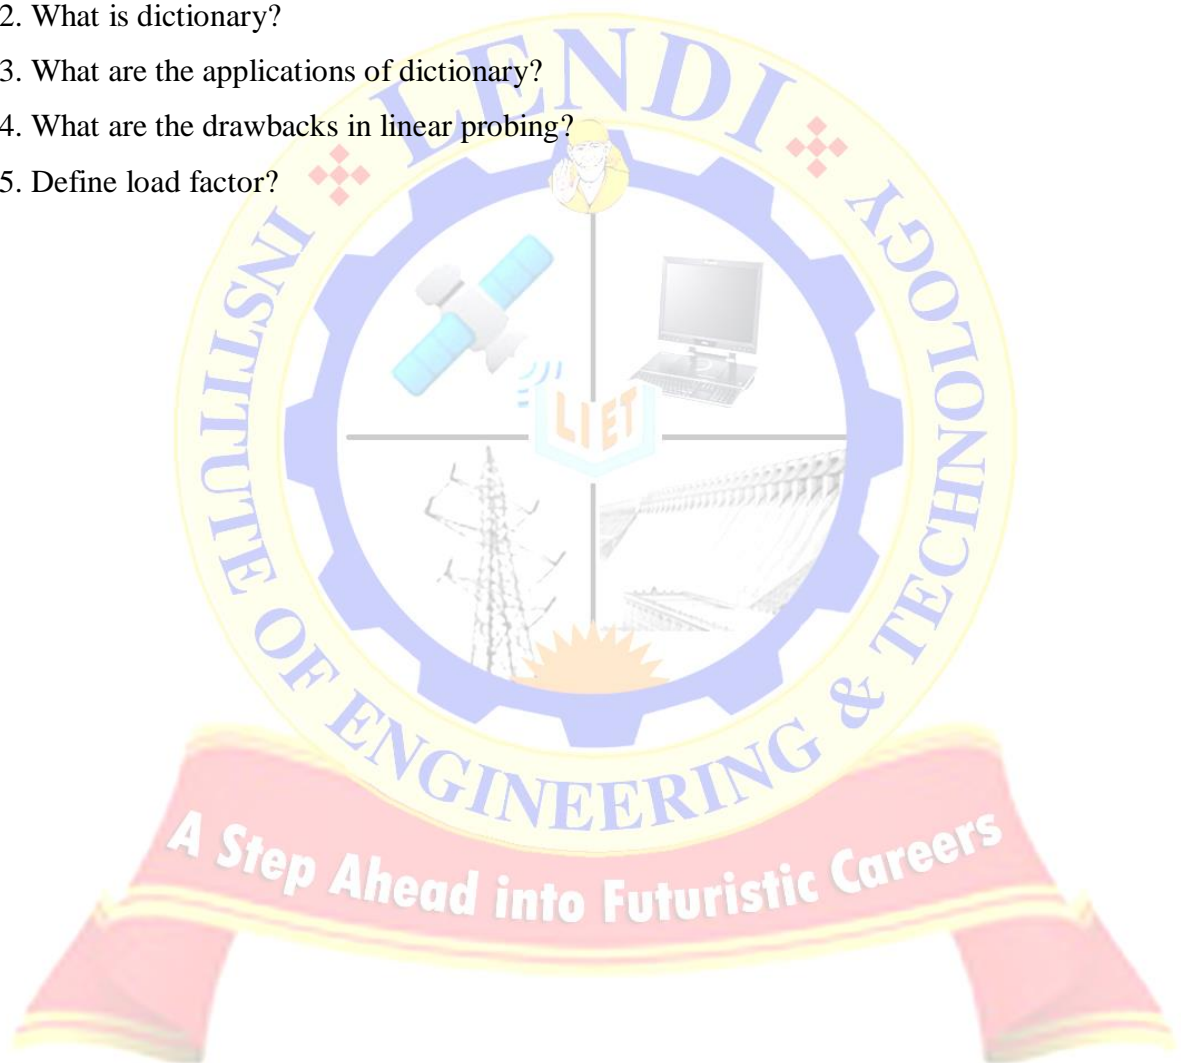 2. What is dictionary?
3. What are the applications of dictionary?
4. What are the drawbacks in linear probing?
5. Define load factor?
LENDI
INSTITUTE OF ENGINEERING & TECHNOLOGY
LIET
A Step Ahead into Futuristic Careers